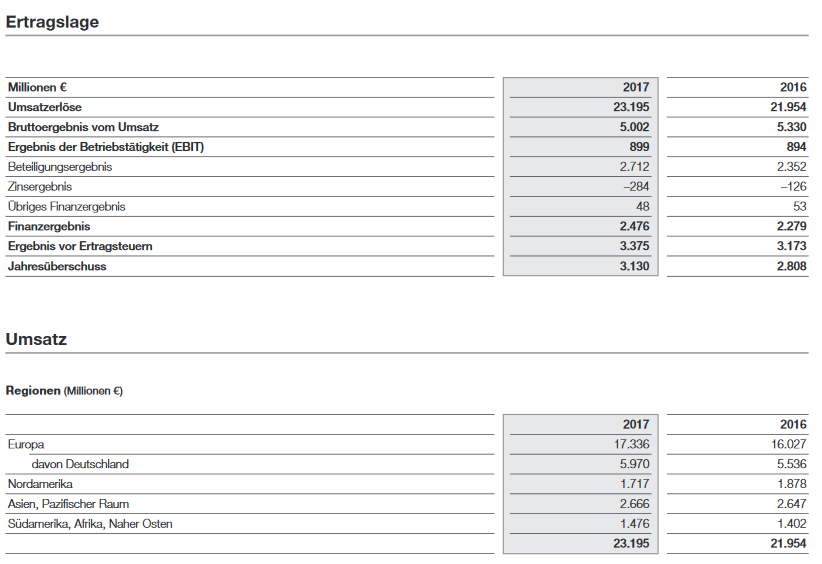 Ertragslage
Millionen € 2017 2016
Umsatzerlöse 23.195 21.954
Bruttoergebnis vom Umsatz 5.002 5.330
Ergebnis der Betriebstätigkeit (EBIT) 899 894
Beteiligungsergebnis 2.712 2.352
Zinsergebnis –284 –126
Übriges Finanzergebnis 48 53
Finanzergebnis 2.476 2.279
Ergebnis vor Ertragsteuern 3.375 3.173
Jahresüberschuss 3.130 2.808
Umsatz
Regionen (Millionen €)
2017 2016
Europa 17.336 16.027
davon Deutschland 5.970 5.536
Nordamerika 1.717 1.878
Asien, Pazifischer Raum 2.666 2.647
Südamerika, Afrika, Naher Osten 1.476 1.402
23.195 21.954